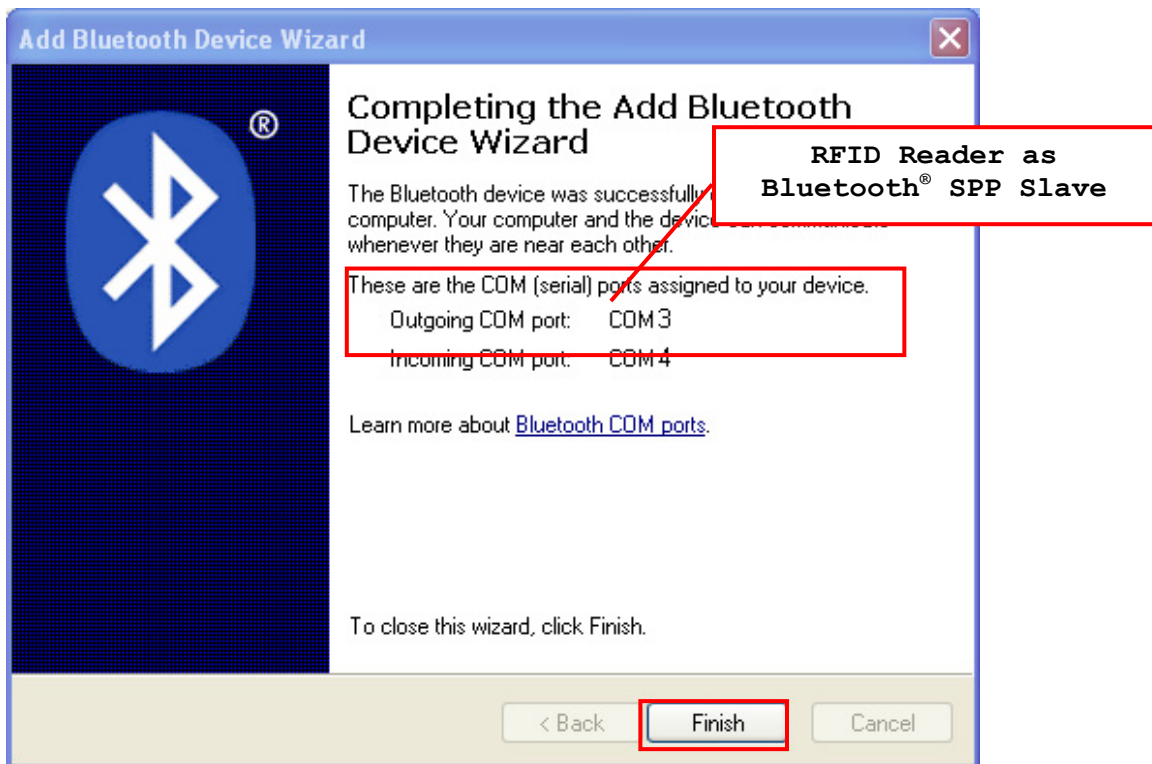 Add Bluetooth Device Wizard
®
Completing the Add Bluetooth
Device Wizard
RFID Reader as
Bluetooth® SPP Slave
The Bluetooth device was successfully
computer. Your computer and the device
whenever they are near each other.
These are the COM (serial) ports assigned to your device.
Outgoing COM port: COM3
Incoming COM port: COM4
Learn more about Bluetooth COM ports.
To close this wizard, click Finish.
< Back Finish Cancel